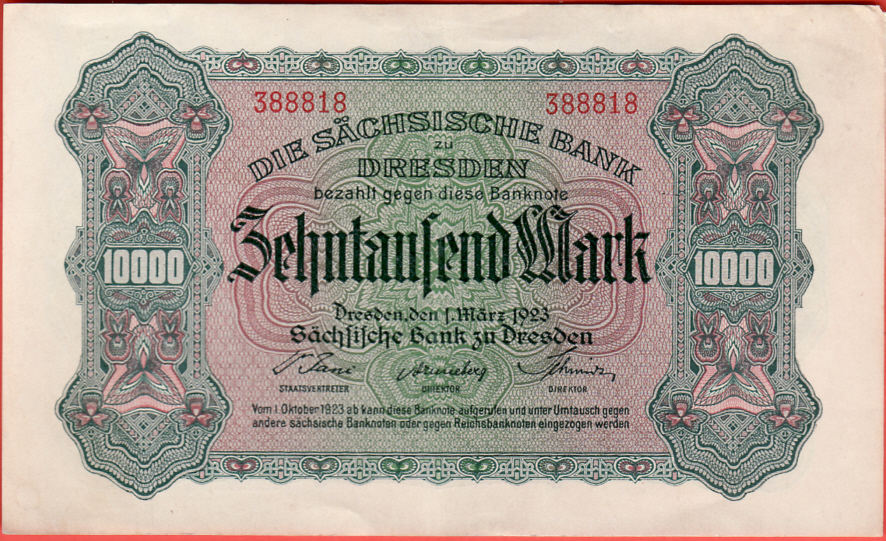 388818 388818
DIE SÄCHSISCHE BANK
zu
DRESDEN
bezahlt gegen diese Banknote
Zehntausend Mark
10000 10000
Dresden, den 1. März 1923
Sächsische Bank zu Dresden
STAATSVERTRETER DIREKTOR DIREKTOR
Vom 1 Oktober 1923 ab kann diese Banknote aufgerufen und unter Umtausch gegen
andere sächsische Banknoten oder gegen Reichsbanknoten eingezogen werden